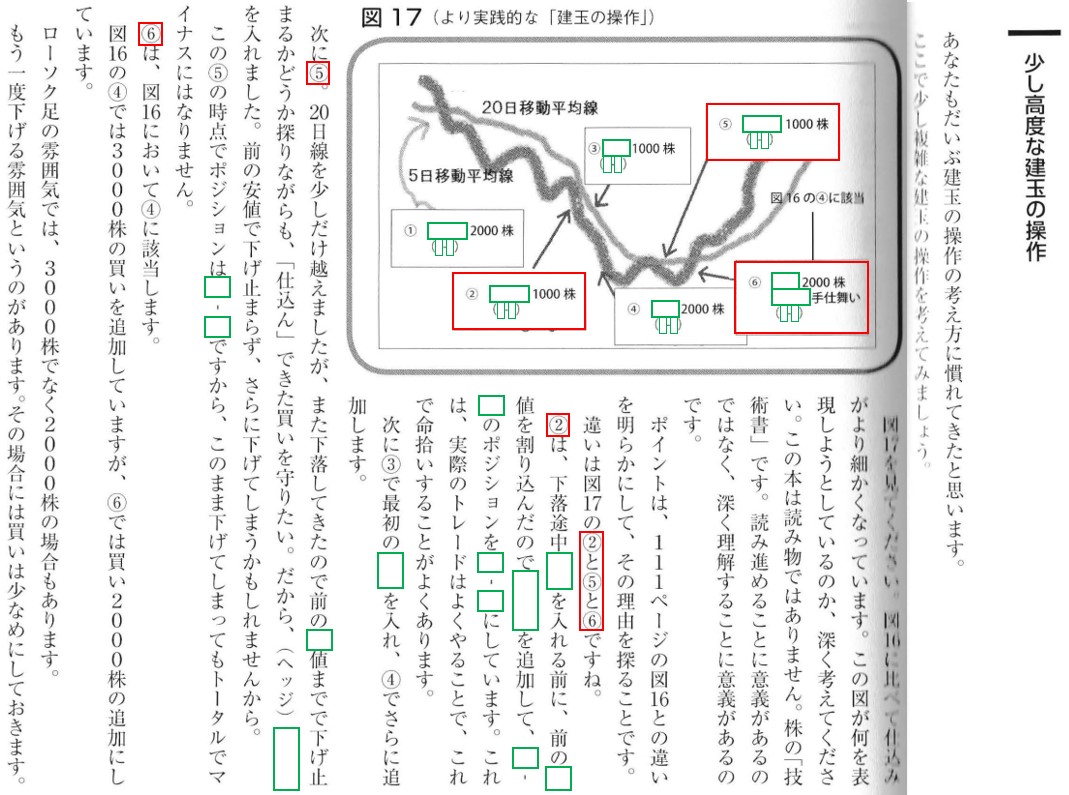 少し高度な建玉の操作
あなたもだいぶ建玉の操作の考え方に慣れてきたと思います。
ここで少し複雑な建玉の操作を考えてみましょう。
図17（より実践的な「建玉の操作」）
20日移動平均線
5日移動平均線
① 2000株
② 1000株
③ 1000株
④ 2000株
⑤ 1000株
図16の④に該当
⑥ 2000株
手仕舞い
図17を見てください。図16に比べて仕込み
がより細かくなっています。この図が何を表
現しようとしているのか、深く考えてくださ
い。この本は読み物ではありません。株の「技
術書」です。読み進めることに意義があるの
ではなく、深く理解することに意義があるの
です。
ポイントは、111ページの図16との違い
を明らかにして、その理由を探ることです。
違いは図17の②と⑤と⑥ですね。
②は、下落途中 を入れる前に、前の
値を割り込んだので を追加して、 -
のポジションを - にしています。これ
は、実際のトレードはよくやることで、これ
で命拾いすることがよくあります。
次に③で最初の を入れ、④でさらに追
加します。
次に⑤。20日線を少しだけ越えましたが、また下落してきたので前の 値までで下げ止
まるかどうか探りながらも、「仕込ん」できた買いを守りたい。だから、（ヘッジ）
を入れました。前の安値で下げ止まらず、さらに下げてしまうかもしれませんから。
この⑤の時点でポジションは - ですから、このまま下げてしまってもトータルでマ
イナスにはなりません。
⑥は、図16において④に該当します。
図16の④では3000株の買いを追加していますが、⑥では買い2000株の追加にし
ています。
ローソク足の雰囲気では、3000株でなく2000株の場合もあります。
もう一度下げる雰囲気というのがあります。その場合には買いは少なめにしておきます。